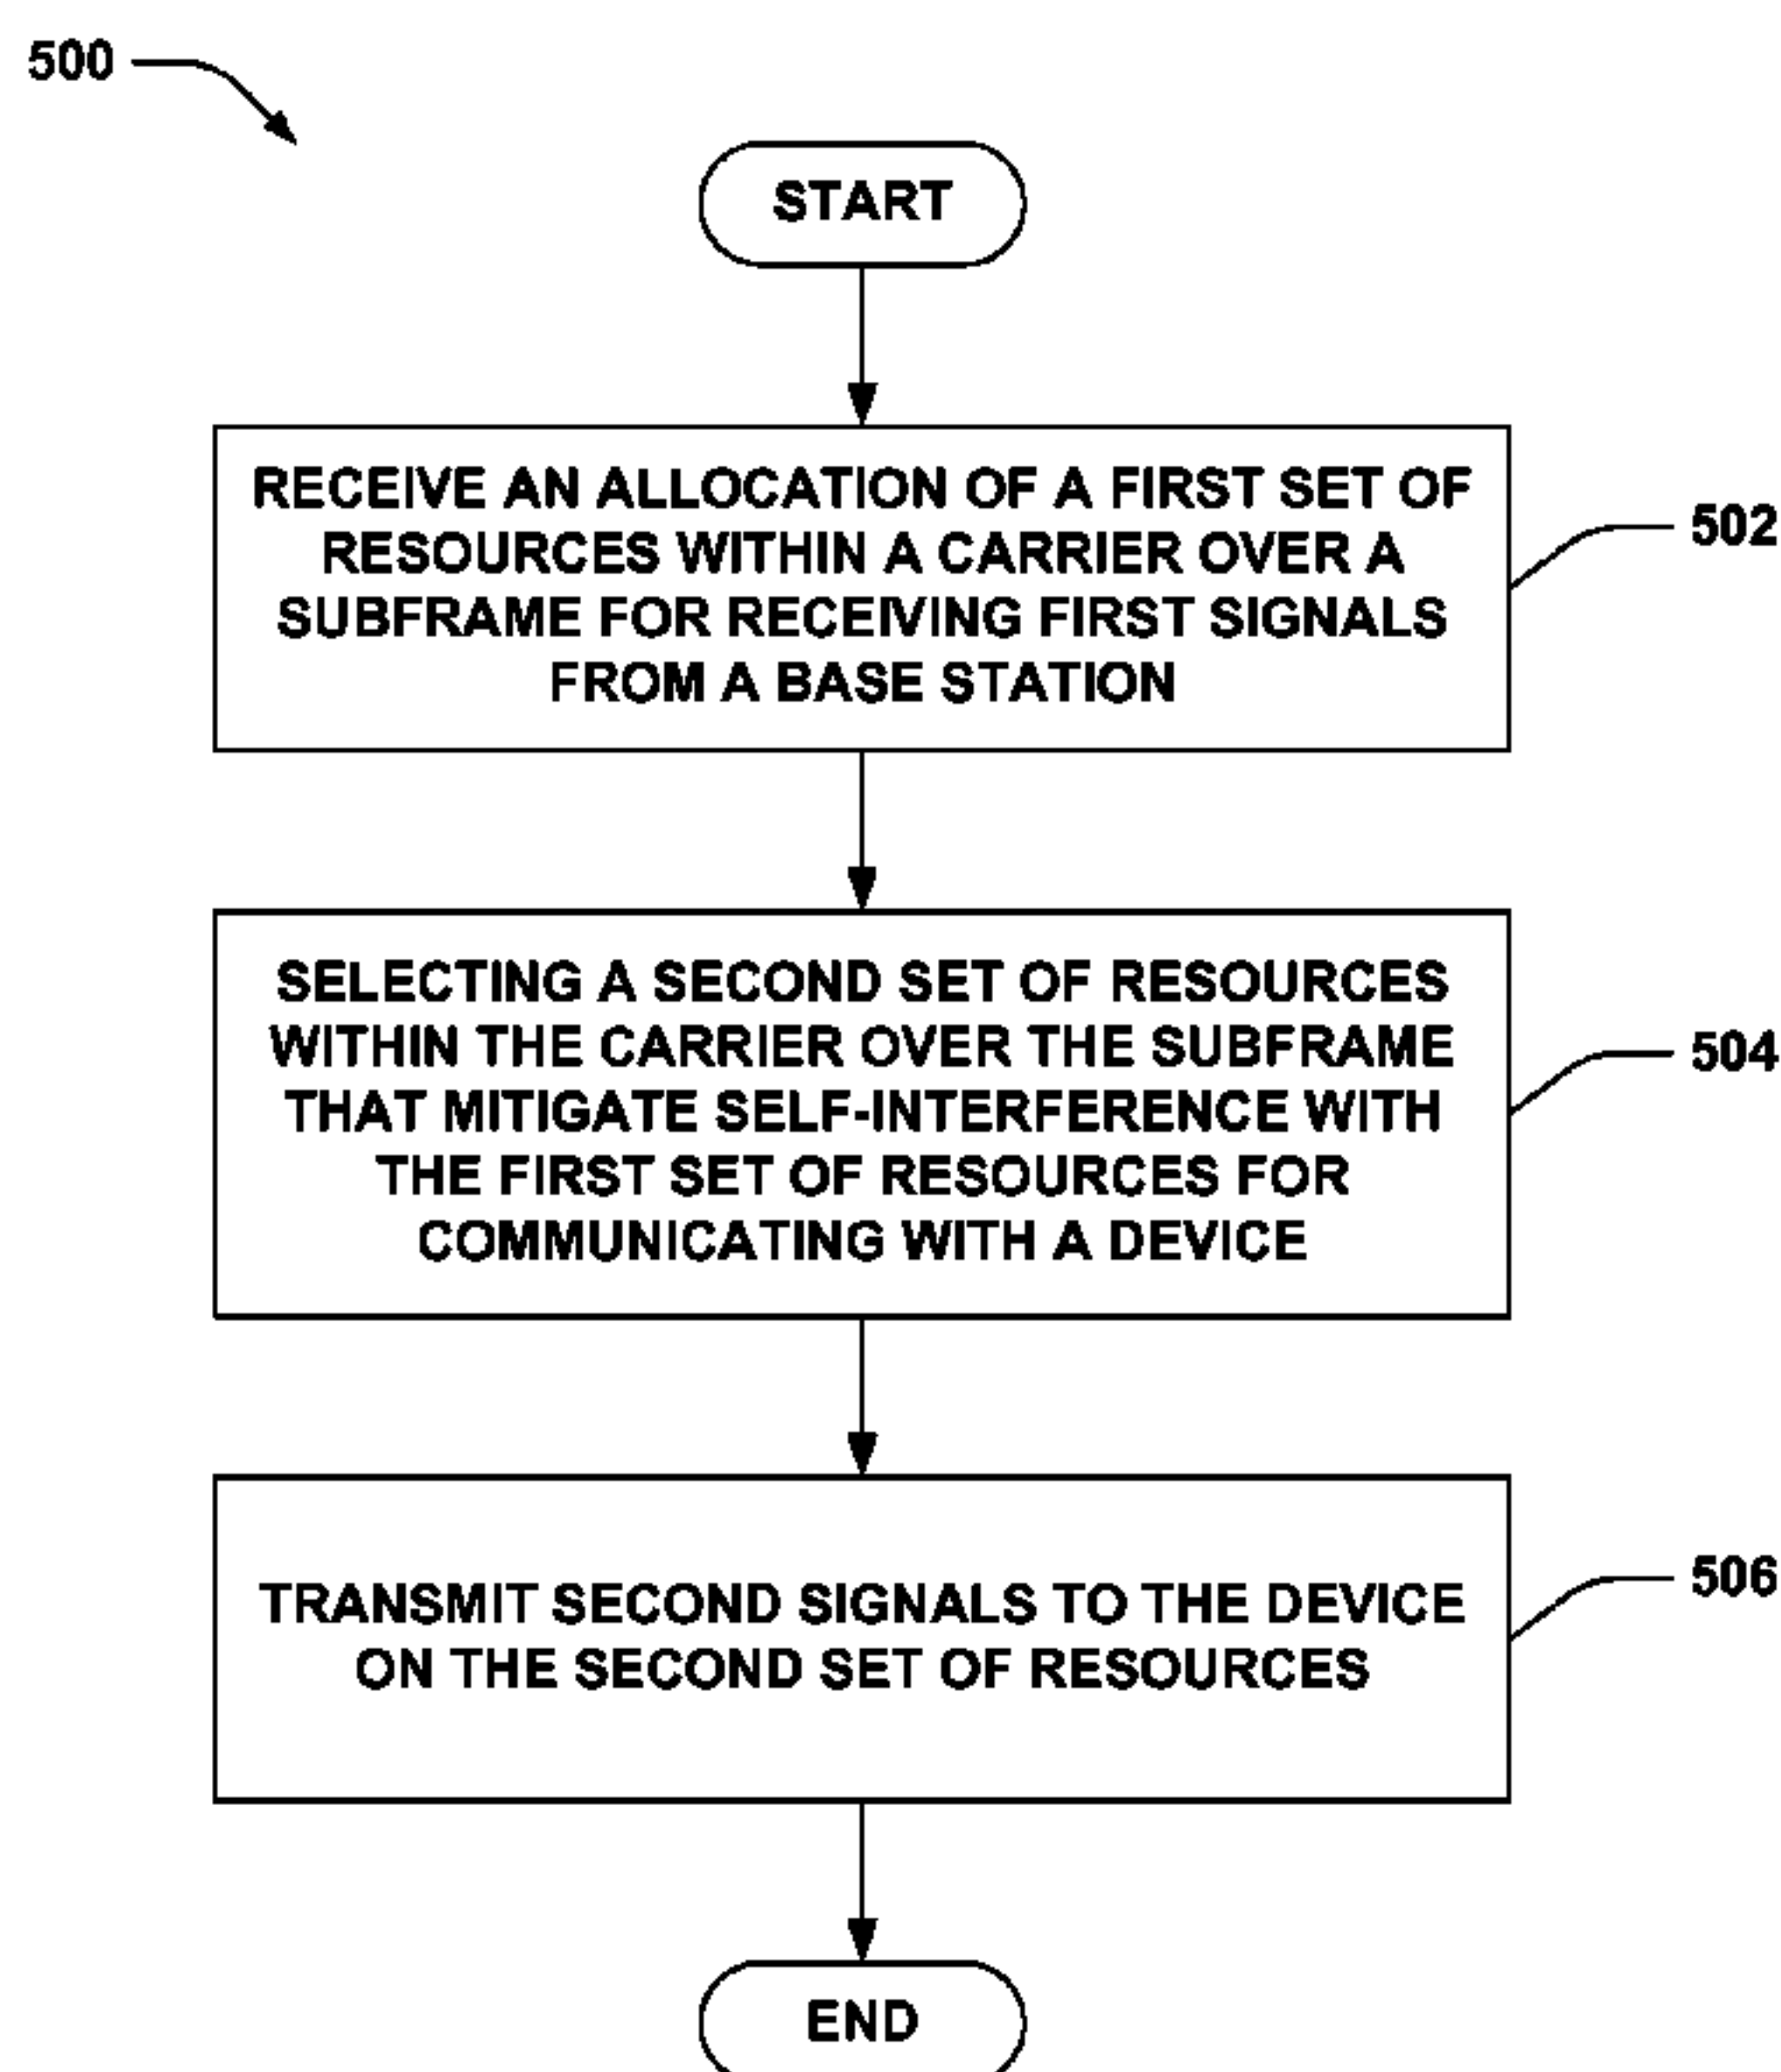 500
START
RECEIVE AN ALLOCATION OF A FIRST SET OF
RESOURCES WITHIN A CARRIER OVER A
SUBFRAME FOR RECEIVING FIRST SIGNALS
FROM A BASE STATION
502
SELECTING A SECOND SET OF RESOURCES
WITHIN THE CARRIER OVER THE SUBFRAME
THAT MITIGATE SELF-INTERFERENCE WITH
THE FIRST SET OF RESOURCES FOR
COMMUNICATING WITH A DEVICE
504
TRANSMIT SECOND SIGNALS TO THE DEVICE
ON THE SECOND SET OF RESOURCES
506
END